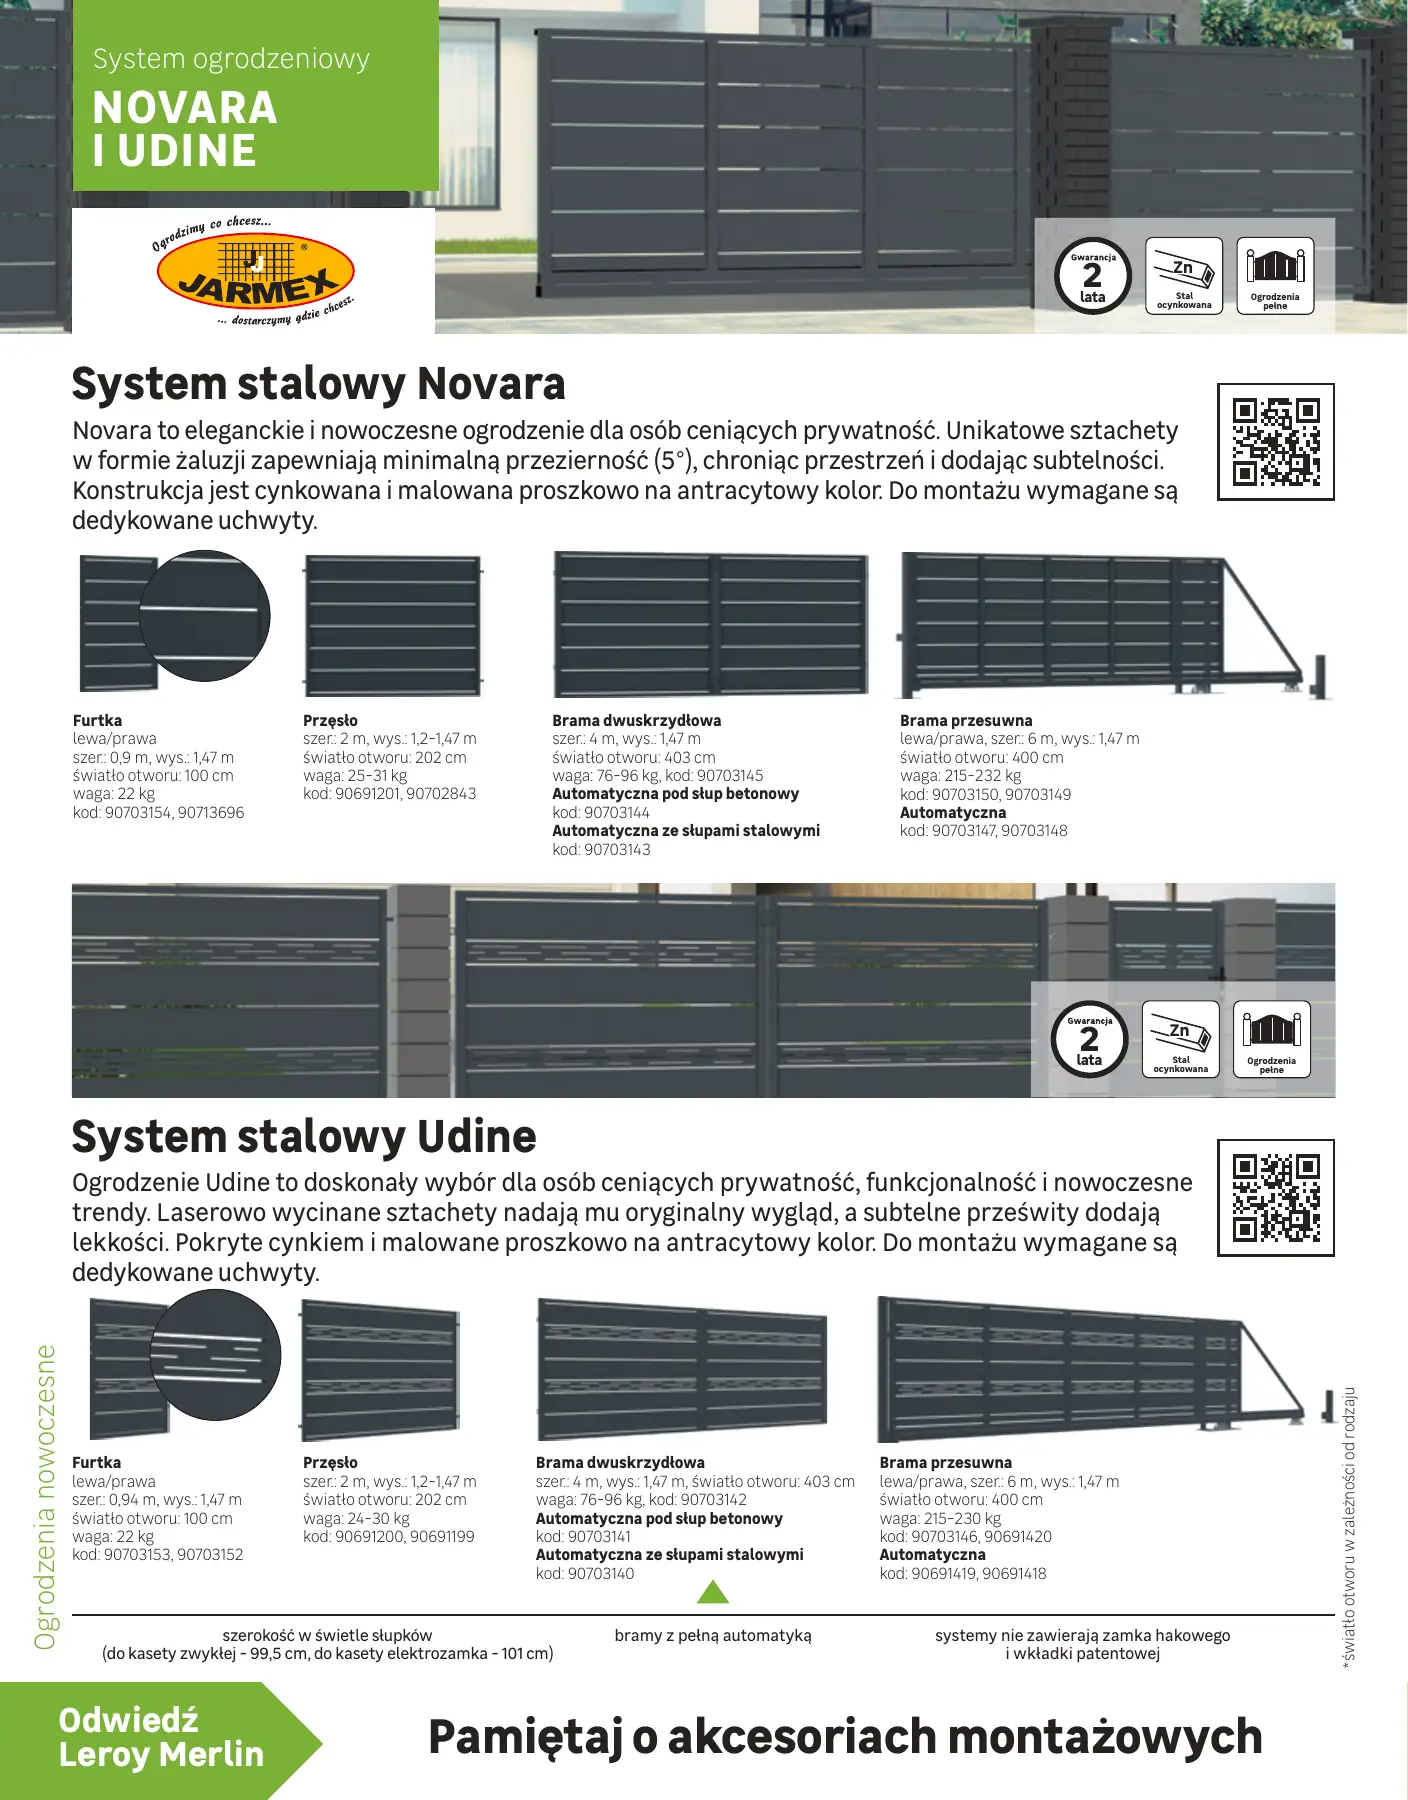 System ogrodzeniowy
NOVARA
I UDINE
Ogrodzimy co chcesz...
JJ
JARMEX
®
... dostarczymy gdzie chcesz.
Gwarancja
2
lata
Zn
Stal
ocynkowana
Ogrodzenia
pełne
System stalowy Novara
Novara to eleganckie i nowoczesne ogrodzenie dla osób ceniących prywatność. Unikatowe sztachety
w formie żaluzji zapewniają minimalną przezierność (5°), chroniąc przestrzeń i dodając subtelności.
Konstrukcja jest cynkowana i malowana proszkowo na antracytowy kolor. Do montażu wymagane są
dedykowane uchwyty.
Furtka
lewa/prawa
szer.: 0,9 m, wys.: 1,47 m
światło otworu: 100 cm
waga: 22 kg
kod: 90703154, 90713696
Przęsło
szer.: 2 m, wys.: 1,2-1,47 m
światło otworu: 202 cm
waga: 25-31 kg
kod: 90691201, 90702843
Brama dwuskrzydłowa
szer.: 4 m, wys.: 1,47 m
światło otworu: 403 cm
waga: 76-96 kg, kod: 90703145
Automatyczna pod słup betonowy
kod: 90703144
Automatyczna ze słupami stalowymi
kod: 90703143
Brama przesuwna
lewa/prawa, szer.: 6 m, wys.: 1,47 m
światło otworu: 400 cm
waga: 215-232 kg
kod: 90703150, 90703149
Automatyczna
kod: 90703147, 90703148
Gwarancja
2
lata
Zn
Stal
ocynkowana
Ogrodzenia
pełne
System stalowy Udine
Ogrodzenie Udine to doskonały wybór dla osób ceniących prywatność, funkcjonalność i nowoczesne
trendy. Laserowo wycinane sztachety nadają mu oryginalny wygląd, a subtelne prześwity dodają
lekkości. Pokryte cynkiem i malowane proszkowo na antracytowy kolor. Do montażu wymagane są
dedykowane uchwyty.
Furtka
lewa/prawa
szer.: 0,94 m, wys.: 1,47 m
światło otworu: 100 cm
waga: 22 kg
kod: 90703153, 90703152
Przęsło
szer.: 2 m, wys.: 1,2-1,47 m
światło otworu: 202 cm
waga: 24-30 kg
kod: 90691200, 90691199
Brama dwuskrzydłowa
szer.: 4 m, wys.: 1,47 m, światło otworu: 403 cm
waga: 76-96 kg, kod: 90703142
Automatyczna pod słup betonowy
kod: 90703141
Automatyczna ze słupami stalowymi
kod: 90703140
Brama przesuwna
lewa/prawa, szer.: 6 m, wys.: 1,47 m
światło otworu: 400 cm
waga: 215-230 kg
kod: 90703146, 90691420
Automatyczna
kod: 90691419, 90691418
Ogrodzenia nowoczesne
*światło otworu w zależności od rodzaju
szerokość w świetle słupków
(do kasety zwykłej - 99,5 cm, do kasety elektrozamka - 101 cm)
bramy z pełną automatyką
systemy nie zawierają zamka hakowego
i wkładki patentowej
Odwiedź
Leroy Merlin
Pamiętaj o akcesoriach montażowych